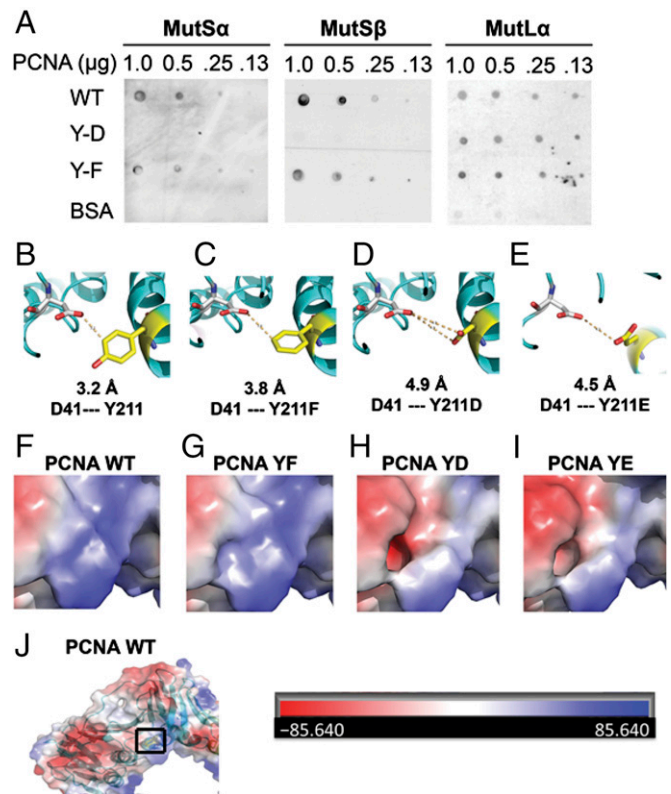 A
MutSα MutSβ MutLα
PCNA (µg) 1.0 0.5 .25 .13 1.0 0.5 .25 .13 1.0 0.5 .25 .13
WT
Y-D
Y-F
BSA
B C D E
3.2 Å 3.8 Å 4.9 Å 4.5 Å
D41 --- Y211 D41 --- Y211F D41 --- Y211D D41 --- Y211E
F G H I
PCNA WT PCNA YF PCNA YD PCNA YE
J PCNA WT
−85.640 85.640